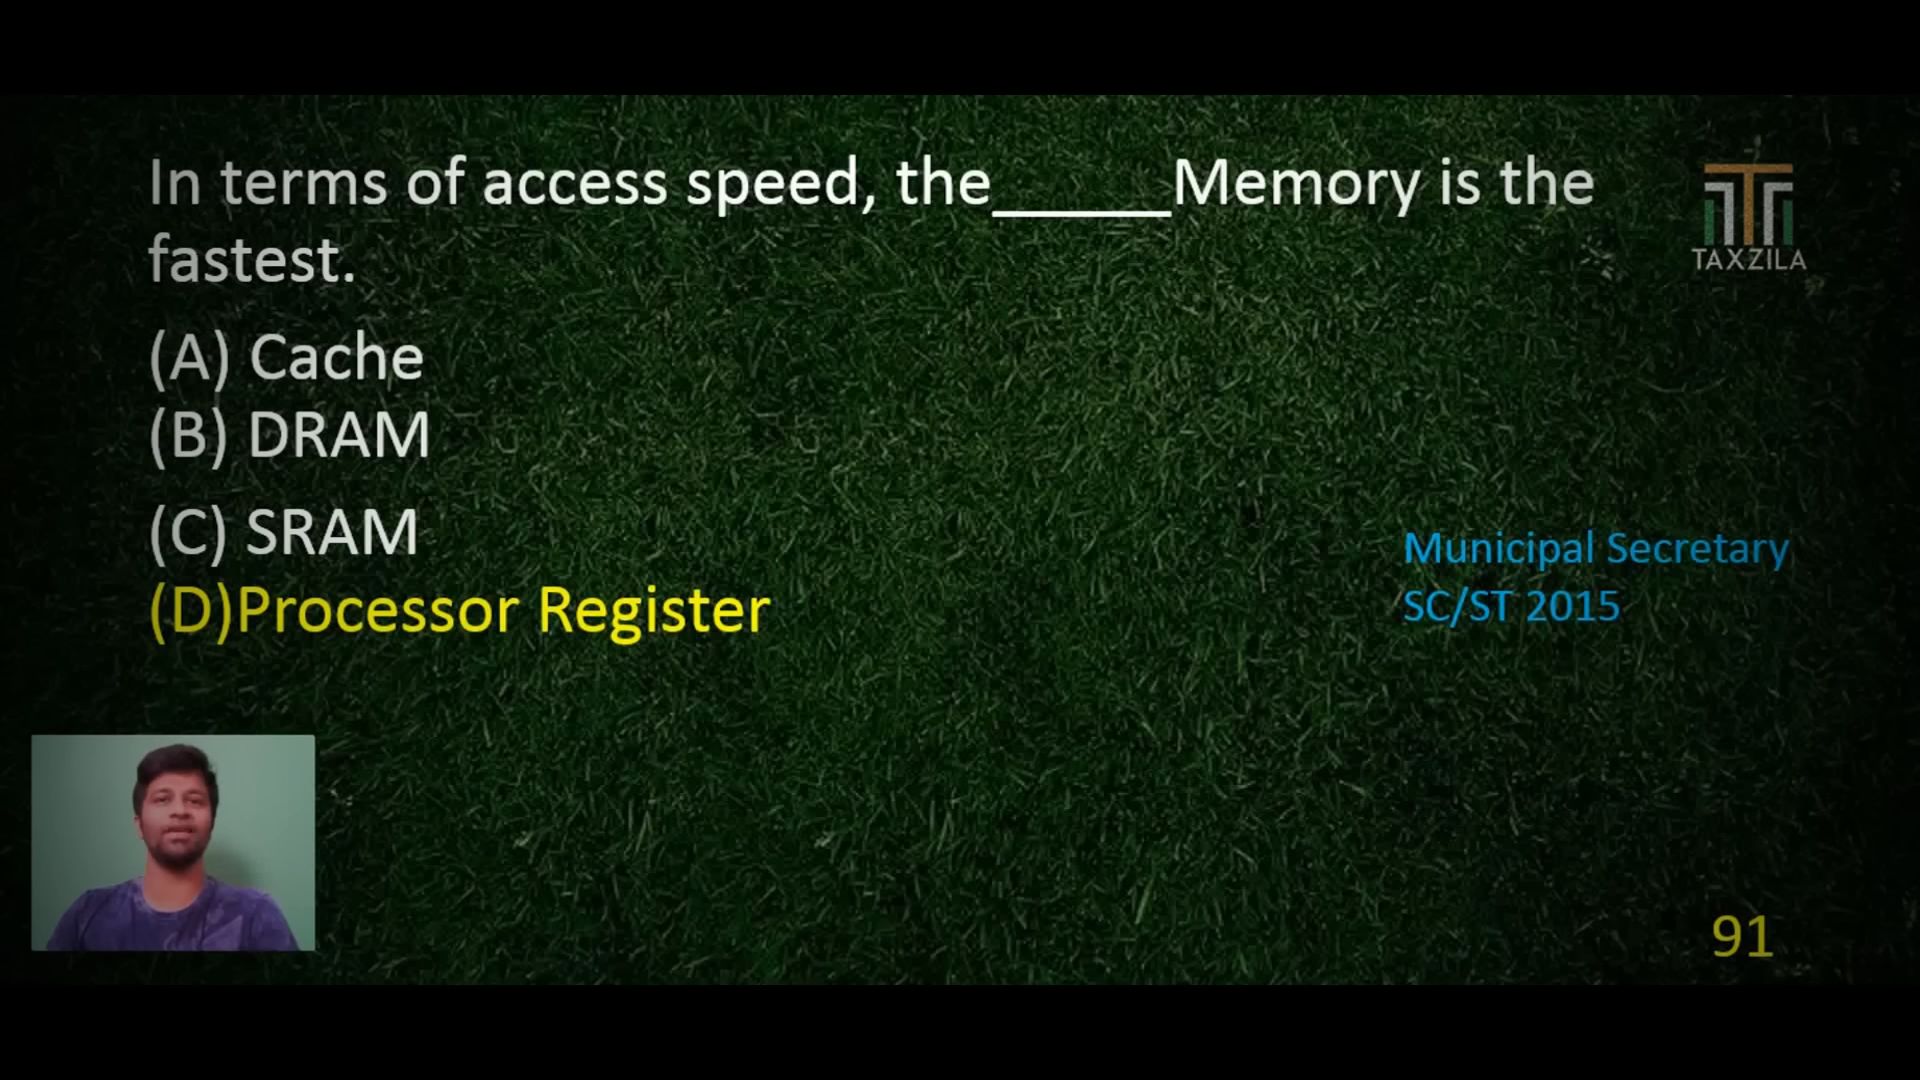 In terms of access speed, the______Memory is the
fastest.
(A) Cache
(B) DRAM
(C) SRAM
(D)Processor Register
TAXZILA
Municipal Secretary
SC/ST 2015
91